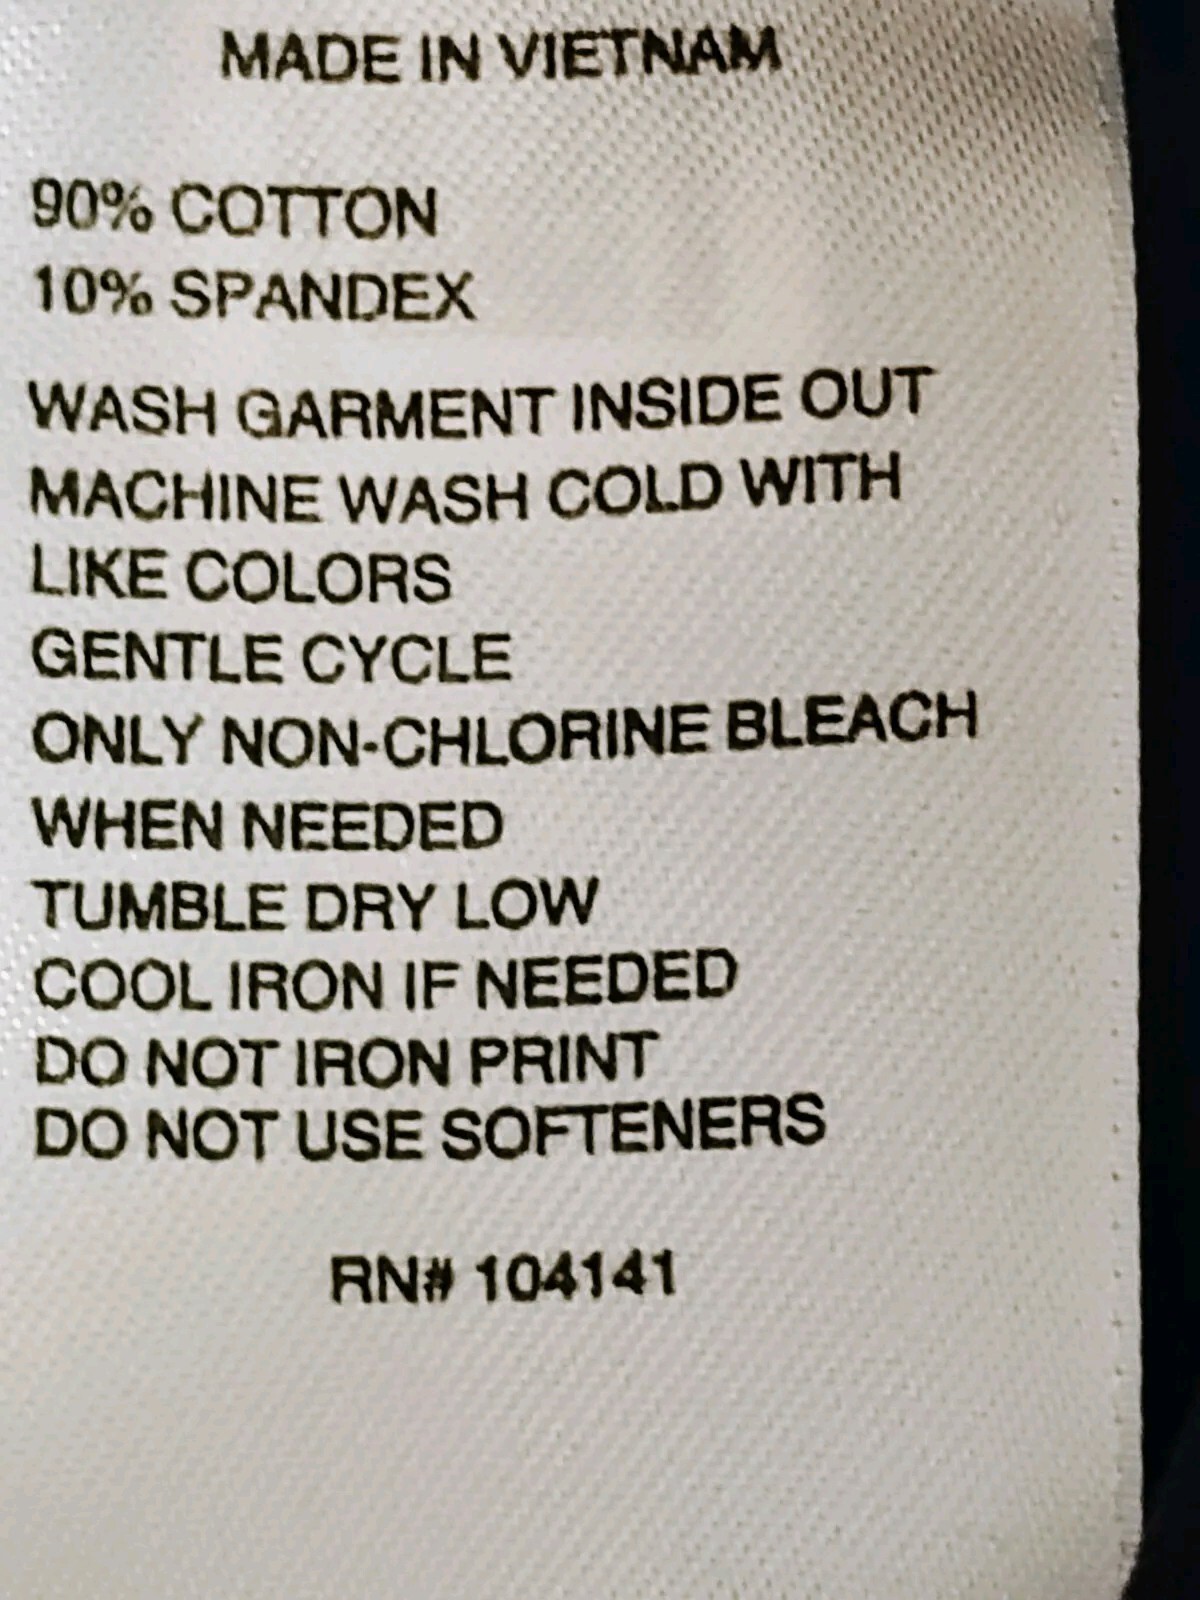 MADE IN VIETNAM
90% COTTON
10% SPANDEX
WASH GARMENT INSIDE OUT
MACHINE WASH COLD WITH
LIKE COLORS
GENTLE CYCLE
ONLY NON-CHLORINE BLEACH
WHEN NEEDED
TUMBLE DRY LOW
COOL IRON IF NEEDED
DO NOT IRON PRINT
DO NOT USE SOFTENERS
RN# 104141